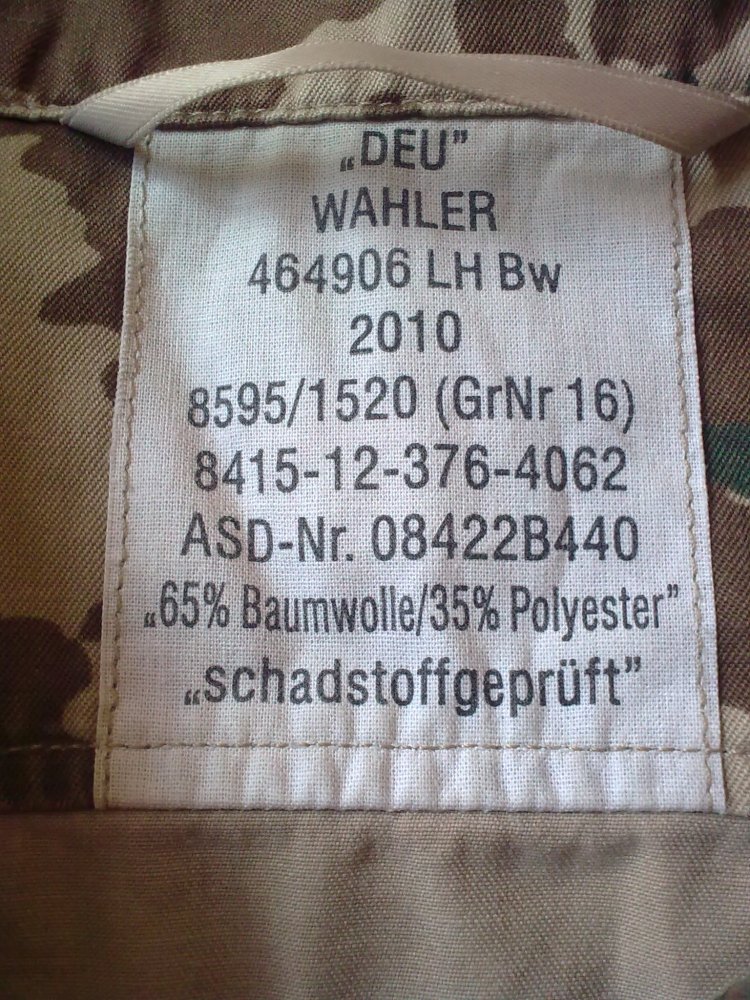 „DEU”
WAHLER
464906 LH Bw
2010
8595/1520 (GrNr 16)
8415-12-376-4062
ASD-Nr. 08422B440
„65% Baumwolle/35% Polyester”
„schadstoffgeprüft”